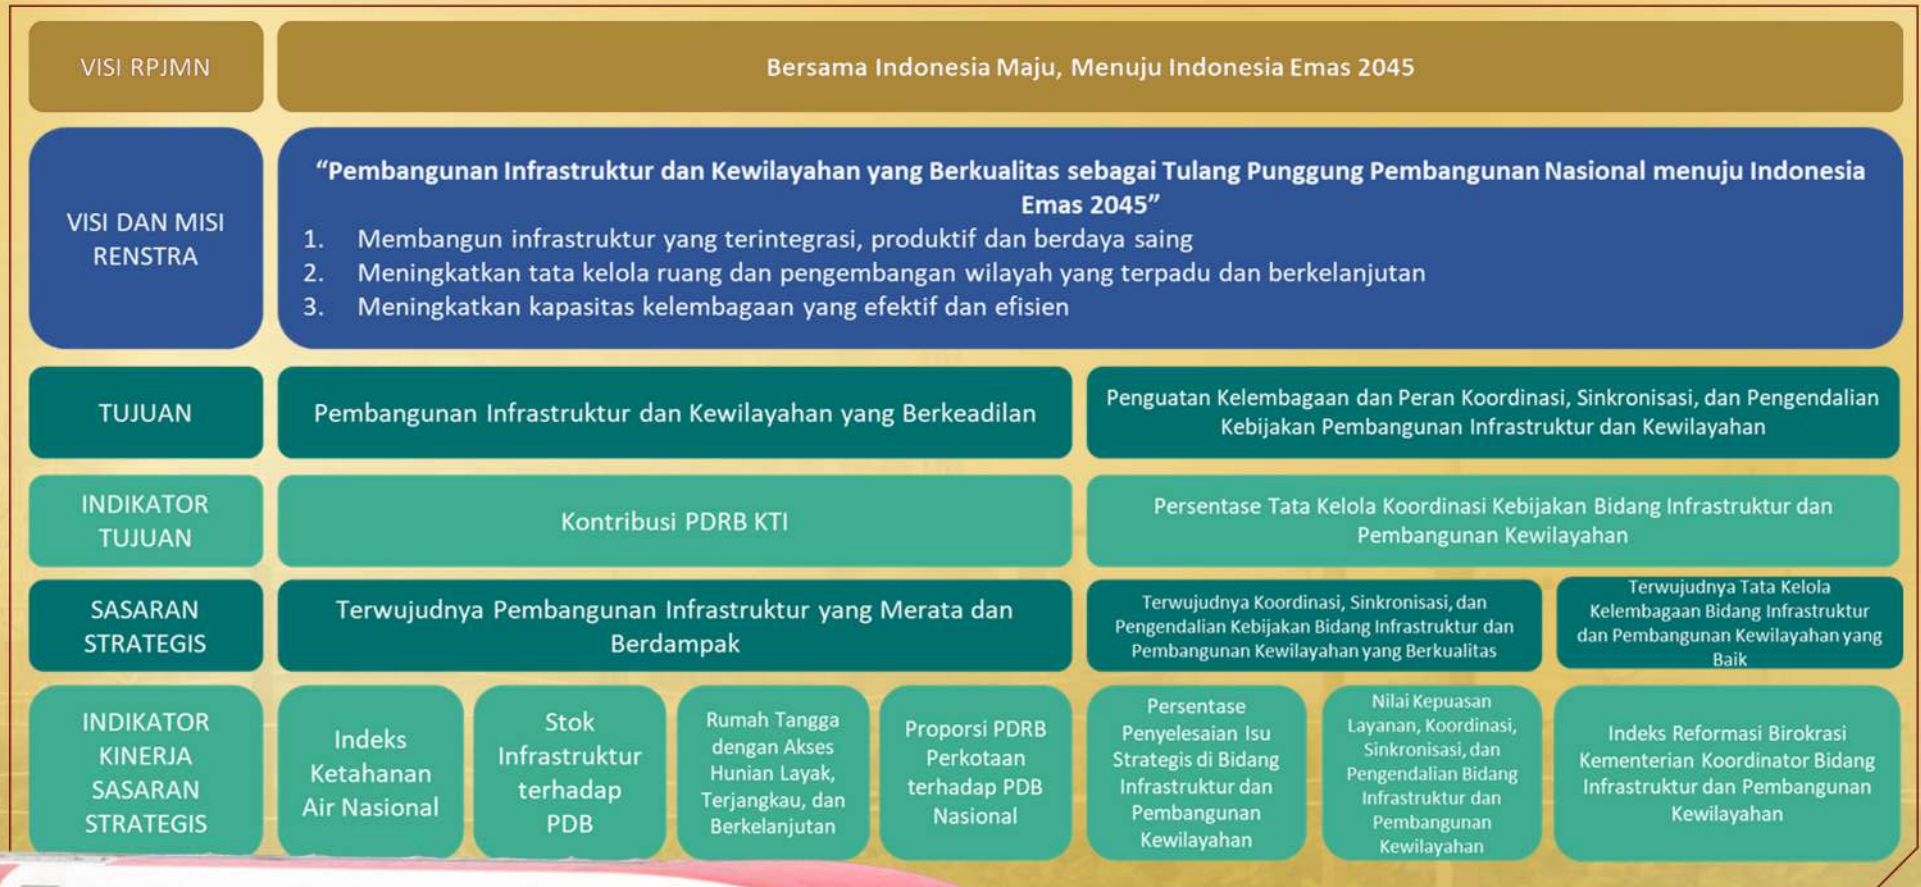 VISI RPJMN
Bersama Indonesia Maju, Menuju Indonesia Emas 2045
VISI DAN MISI
RENSTRA
“Pembangunan Infrastruktur dan Kewilayahan yang Berkualitas sebagai Tulang Punggung Pembangunan Nasional menuju Indonesia
Emas 2045”
1. Membangun infrastruktur yang terintegrasi, produktif dan berdaya saing
2. Meningkatkan tata kelola ruang dan pengembangan wilayah yang terpadu dan berkelanjutan
3. Meningkatkan kapasitas kelembagaan yang efektif dan efisien
TUJUAN
Pembangunan Infrastruktur dan Kewilayahan yang Berkeadilan
Penguatan Kelembagaan dan Peran Koordinasi, Sinkronisasi, dan Pengendalian
Kebijakan Pembangunan Infrastruktur dan Kewilayahan
INDIKATOR
TUJUAN
Kontribusi PDRB KTI
Persentase Tata Kelola Koordinasi Kebijakan Bidang Infrastruktur dan
Pembangunan Kewilayahan
SASARAN
STRATEGIS
Terwujudnya Pembangunan Infrastruktur yang Merata dan
Berdampak
Terwujudnya Koordinasi, Sinkronisasi, dan
Pengendalian Kebijakan Bidang Infrastruktur dan
Pembangunan Kewilayahan yang Berkualitas
Terwujudnya Tata Kelola
Kelembagaan Bidang Infrastruktur
dan Pembangunan Kewilayahan yang
Baik
INDIKATOR
KINERJA
SASARAN
STRATEGIS
Indeks
Ketahanan
Air Nasional
Stok
Infrastruktur
terhadap
PDB
Rumah Tangga
dengan Akses
Hunian Layak,
Terjangkau, dan
Berkelanjutan
Proporsi PDRB
Perkotaan
terhadap PDB
Nasional
Persentase
Penyelesaian Isu
Strategis di Bidang
Infrastruktur dan
Pembangunan
Kewilayahan
Nilai Kepuasan
Layanan, Koordinasi,
Sinkronisasi, dan
Pengendalian Bidang
Infrastruktur dan
Pembangunan
Kewilayahan
Indeks Reformasi Birokrasi
Kementerian Koordinator Bidang
Infrastruktur dan Pembangunan
Kewilayahan